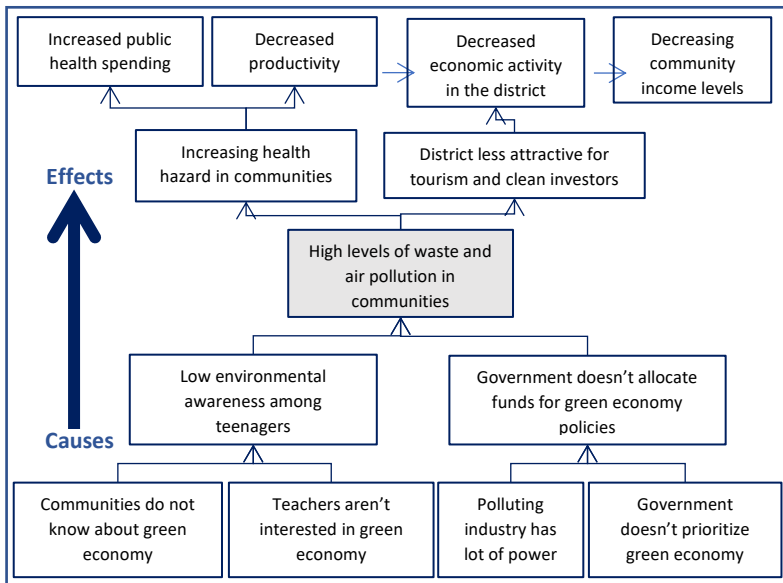 Increased public
health spending
Decreased
productivity
Decreased
economic activity
in the district
Decreasing
community
income levels
Increasing health
hazard in communities
District less attractive for
tourism and clean investors
Effects
High levels of waste and
air pollution in
communities
Low environmental
awareness among
teenagers
Government doesn’t allocate
funds for green economy
policies
Causes
Communities do not
know about green
economy
Teachers aren’t
interested in green
economy
Polluting
industry has
lot of power
Government
doesn’t prioritize
green economy